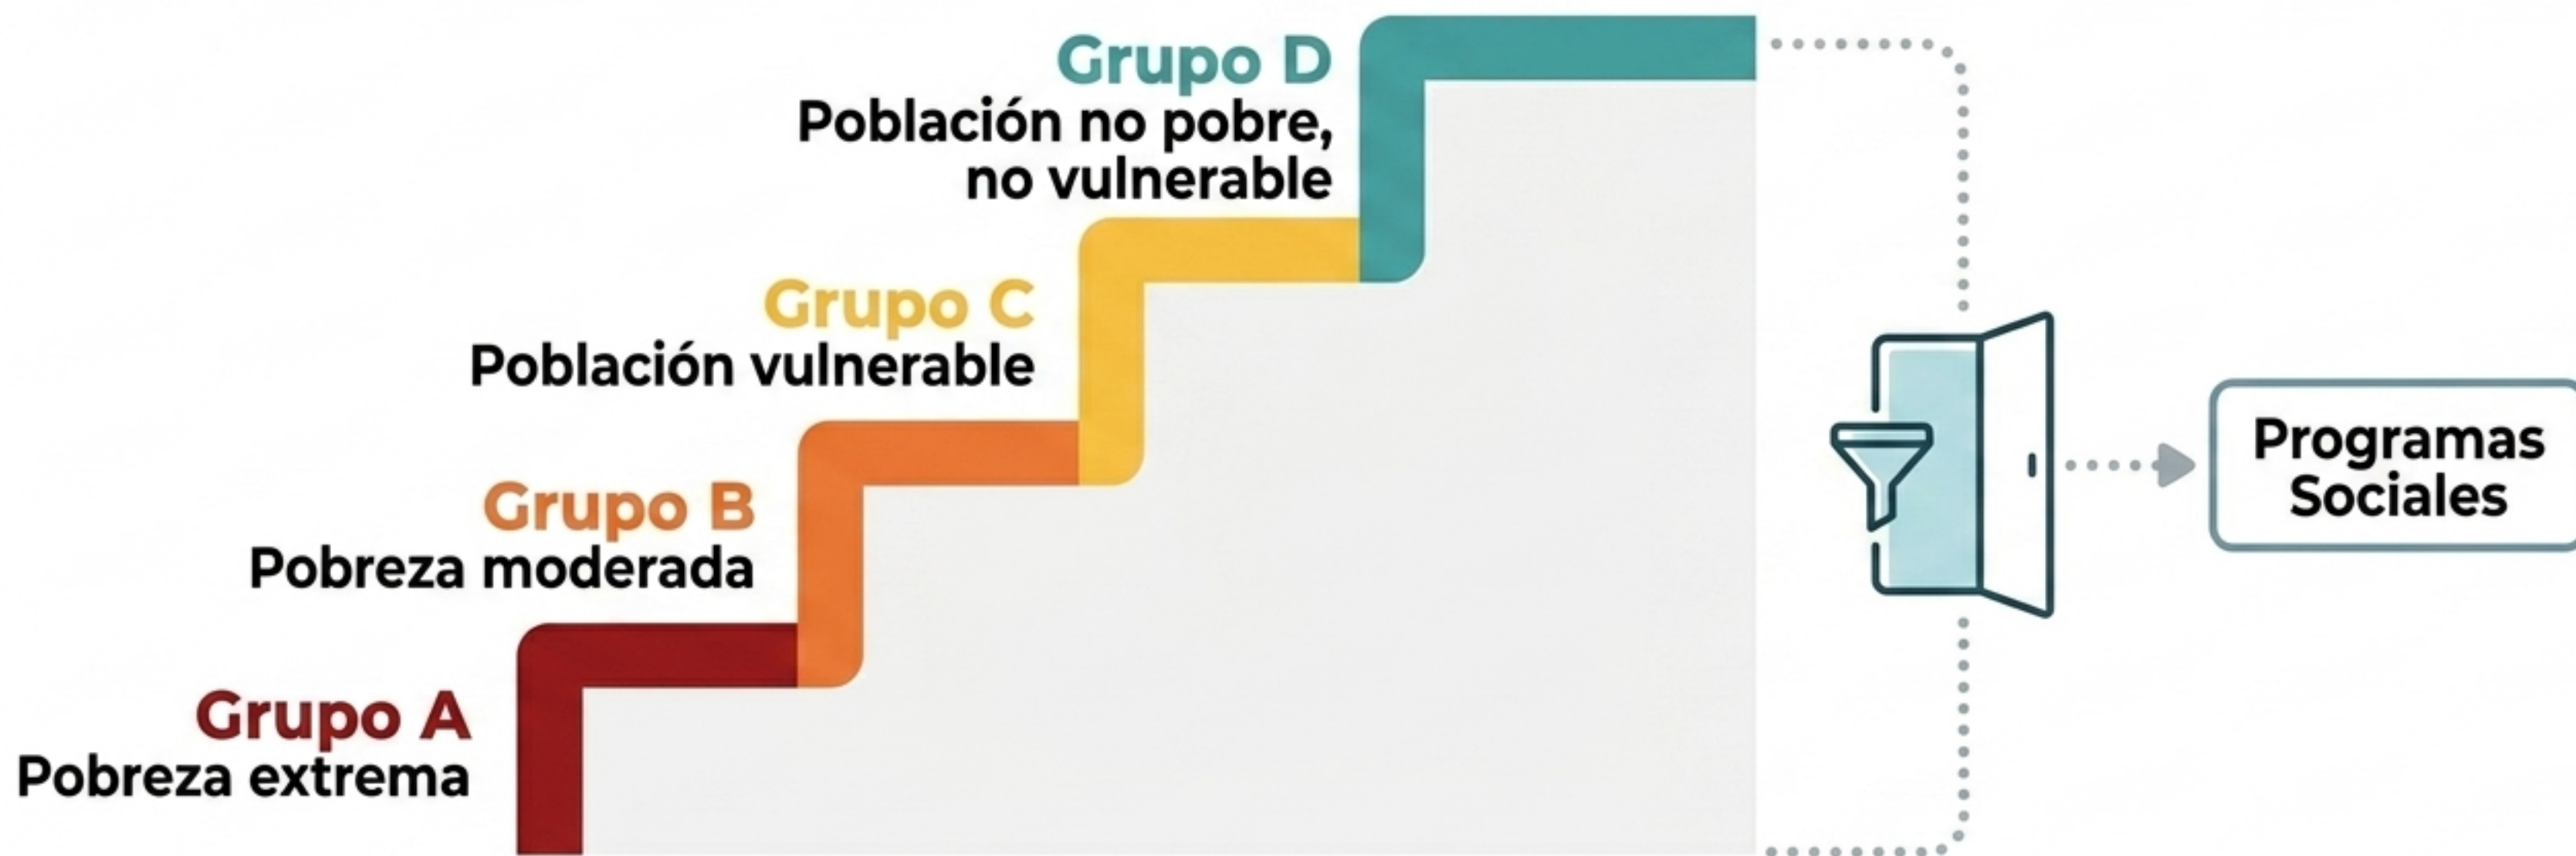 Grupo D
Población no pobre,
no vulnerable
Grupo C
Población vulnerable
Grupo B
Pobreza moderada
Grupo A
Pobreza extrema
Programas
Sociales